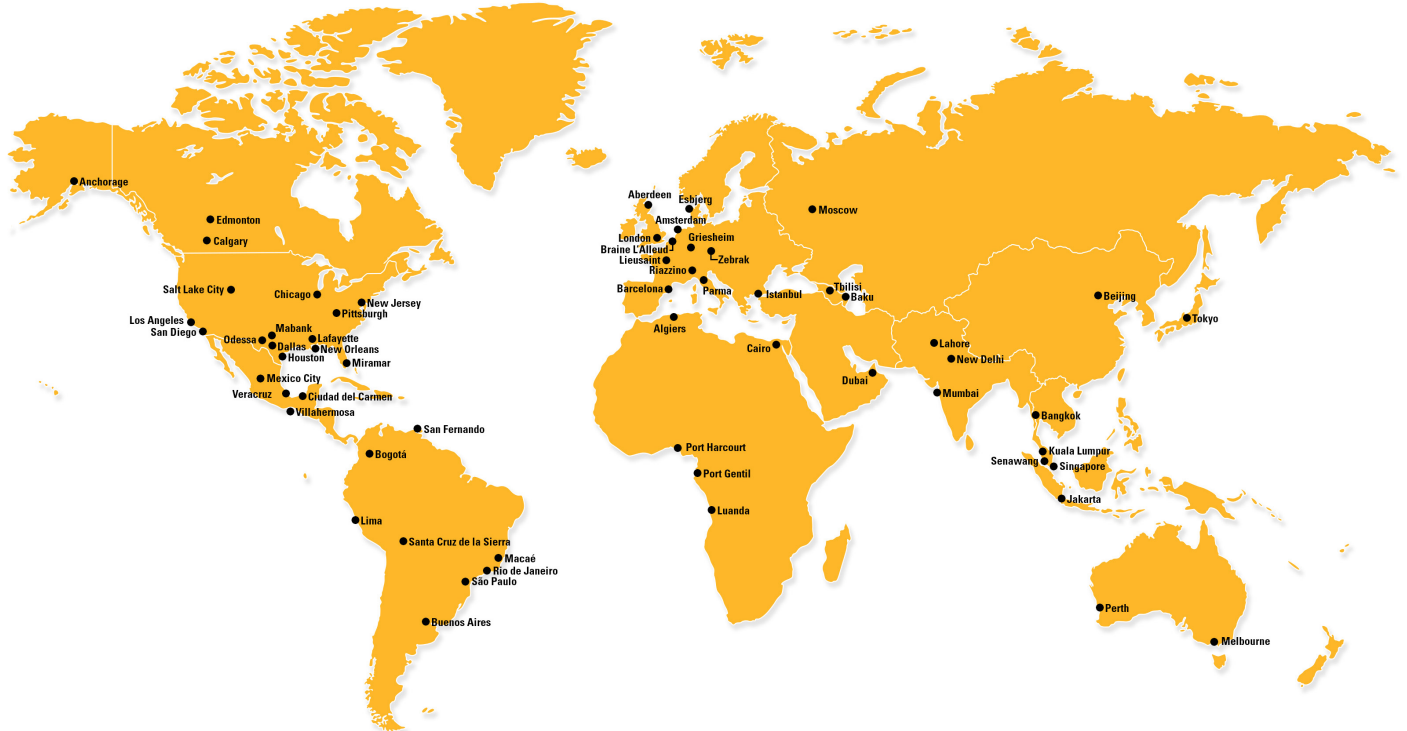 Anchorage
Edmonton
Calgary
Salt Lake City
Chicago
New Jersey
Pittsburgh
Los Angeles
San Diego
Mabank
Odessa
Dallas
Lafayette
New Orleans
Houston
Miramar
Mexico City
Veracruz
Ciudad del Carmen
Villahermosa
San Fernando
Bogotá
Lima
Santa Cruz de la Sierra
Macaé
Rio de Janeiro
São Paulo
Buenos Aires
Aberdeen
Esbjerg
Amsterdam
London
Griesheim
Braine L'Alleud
Lieusaint
Zebrak
Riazzino
Barcelona
Parma
Istanbul
Algiers
Cairo
Moscow
Tbilisi
Baku
Dubai
Port Harcourt
Port Gentil
Luanda
Lahore
New Delhi
Mumbai
Beijing
Tokyo
Bangkok
Kuala Lumpur
Senawang
Singapore
Jakarta
Perth
Melbourne